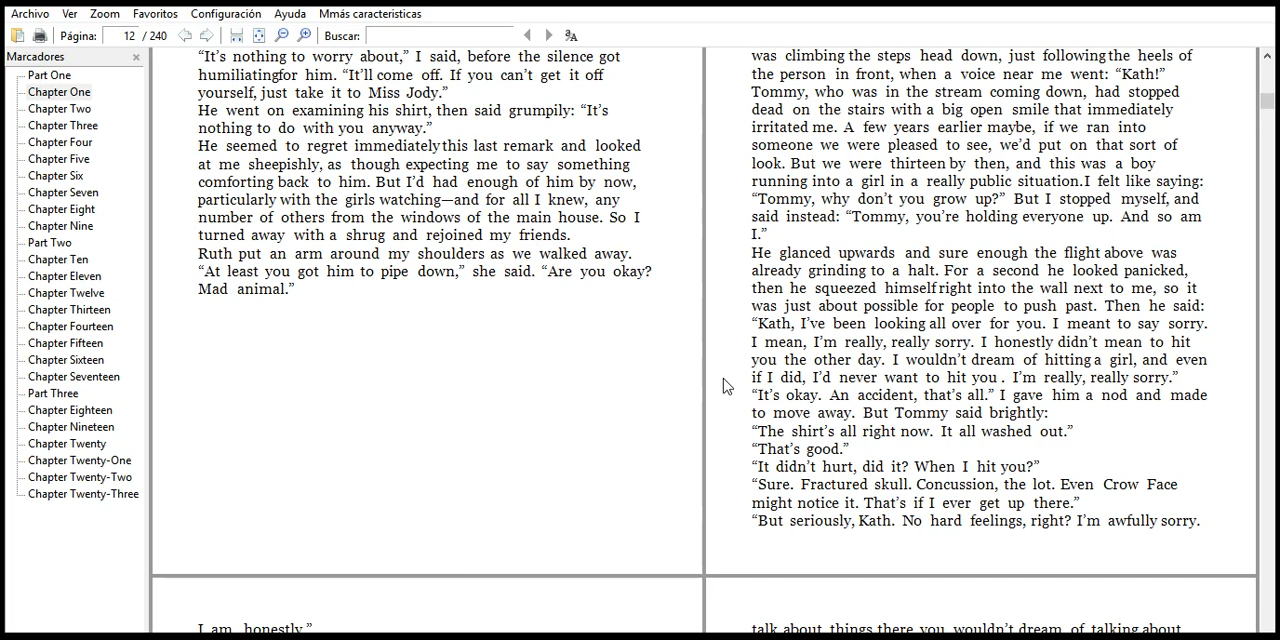 Archivo Ver Zoom Favoritos Configuración Ayuda Mmás caracteristicas
Página: 12 / 240 Buscar:
Marcadores
Part One
Chapter One
Chapter Two
Chapter Three
Chapter Four
Chapter Five
Chapter Six
Chapter Seven
Chapter Eight
Chapter Nine
Part Two
Chapter Ten
Chapter Eleven
Chapter Twelve
Chapter Thirteen
Chapter Fourteen
Chapter Fifteen
Chapter Sixteen
Chapter Seventeen
Part Three
Chapter Eighteen
Chapter Nineteen
Chapter Twenty
Chapter Twenty-One
Chapter Twenty-Two
Chapter Twenty-Three
“It’s nothing to worry about,” I said, before the silence got
humiliatingfor him. “It’ll come off. If you can’t get it off
yourself, just take it to Miss Jody.”
He went on examining his shirt, then said grumpily: “It’s
nothing to do with you anyway.”
He seemed to regret immediately this last remark and looked
at me sheepishly, as though expecting me to say something
comforting back to him. But I’d had enough of him by now,
particularly with the girls watching—and for all I knew, any
number of others from the windows of the main house. So I
turned away with a shrug and rejoined my friends.
Ruth put an arm around my shoulders as we walked away.
“At least you got him to pipe down,” she said. “Are you okay?
Mad animal.”
was climbing the steps head down, just following the heels of
the person in front, when a voice near me went: “Kath!”
Tommy, who was in the stream coming down, had stopped
dead on the stairs with a big open smile that immediately
irritated me. A few years earlier maybe, if we ran into
someone we were pleased to see, we’d put on that sort of
look. But we were thirteen by then, and this was a boy
running into a girl in a really public situation. I felt like saying:
“Tommy, why don’t you grow up?” But I stopped myself, and
said instead: “Tommy, you’re holding everyone up. And so am
I.”
He glanced upwards and sure enough the flight above was
already grinding to a halt. For a second he looked panicked,
then he squeezed himself right into the wall next to me, so it
was just about possible for people to push past. Then he said:
“Kath, I’ve been looking all over for you. I meant to say sorry.
I mean, I’m really, really sorry. I honestly didn’t mean to hit
you the other day. I wouldn’t dream of hitting a girl, and even
if I did, I’d never want to hit you . I’m really, really sorry.”
“It’s okay. An accident, that’s all.” I gave him a nod and made
to move away. But Tommy said brightly:
“The shirt’s all right now. It all washed out.”
“That’s good.”
“It didn’t hurt, did it? When I hit you?”
“Sure. Fractured skull. Concussion, the lot. Even Crow Face
might notice it. That’s if I ever get up there.”
“But seriously, Kath. No hard feelings, right? I’m awfully sorry.
I am, honestly.”
talk about things there you wouldn’t dream of talking about